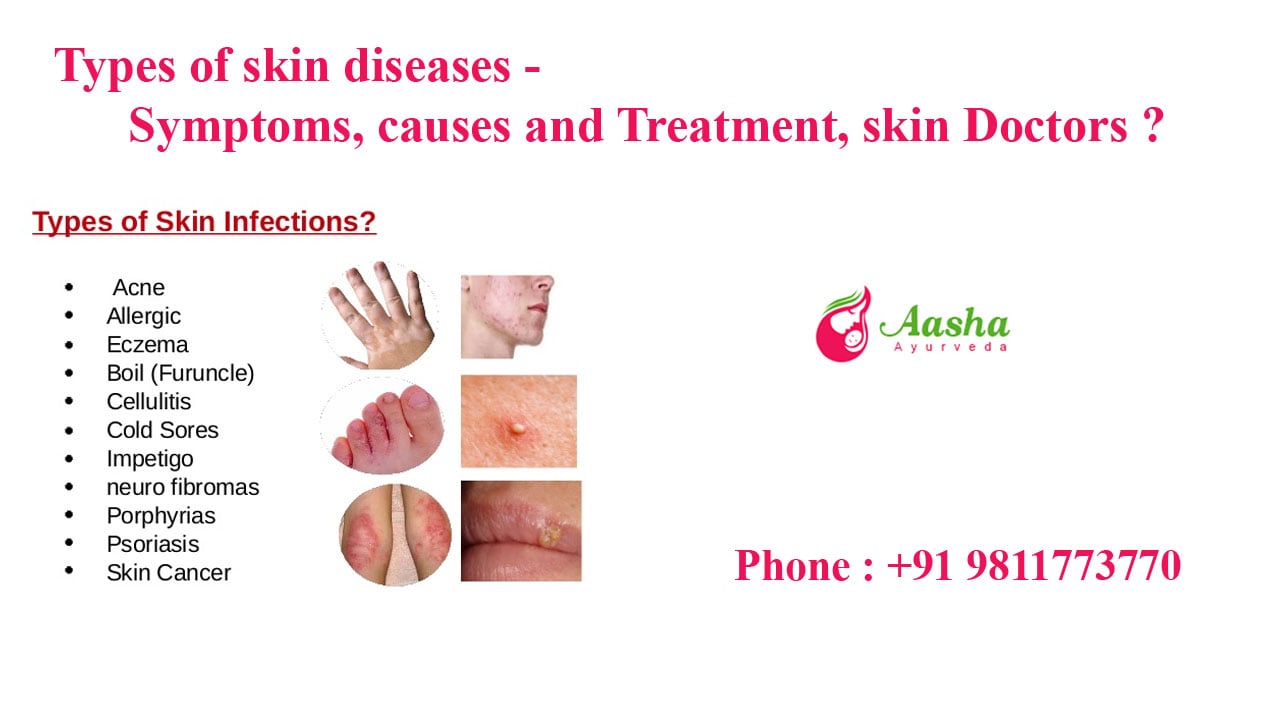 Types of skin diseases -
Symptoms, causes and Treatment, skin Doctors ?
Types of Skin Infections?
• Acne
• Allergic
• Eczema
• Boil (Furuncle)
• Cellulitis
• Cold Sores
• Impetigo
• neuro fibromas
• Porphyrias
• Psoriasis
• Skin Cancer
Aasha
Ayurveda
Phone : +91 9811773770